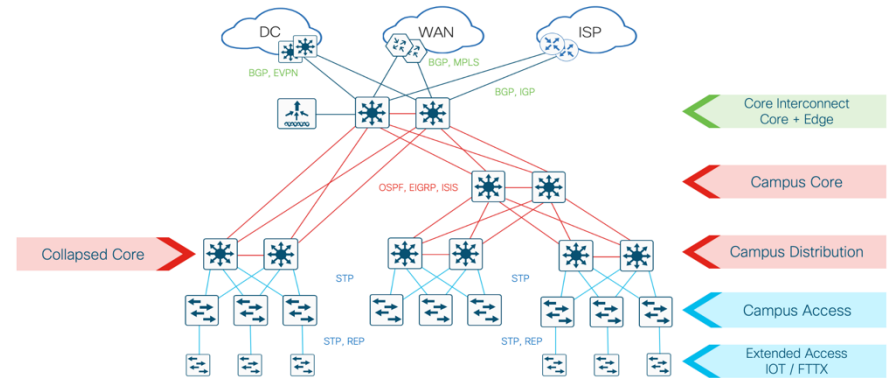 DC
WAN
ISP
BGP, EVPN
BGP, MPLS
BGP, IGP
Core Interconnect
Core + Edge
OSPF, EIGRP, ISIS
Campus Core
Collapsed Core
Campus Distribution
STP
STP
Campus Access
STP, REP
STP, REP
Extended Access
IOT / FTTX